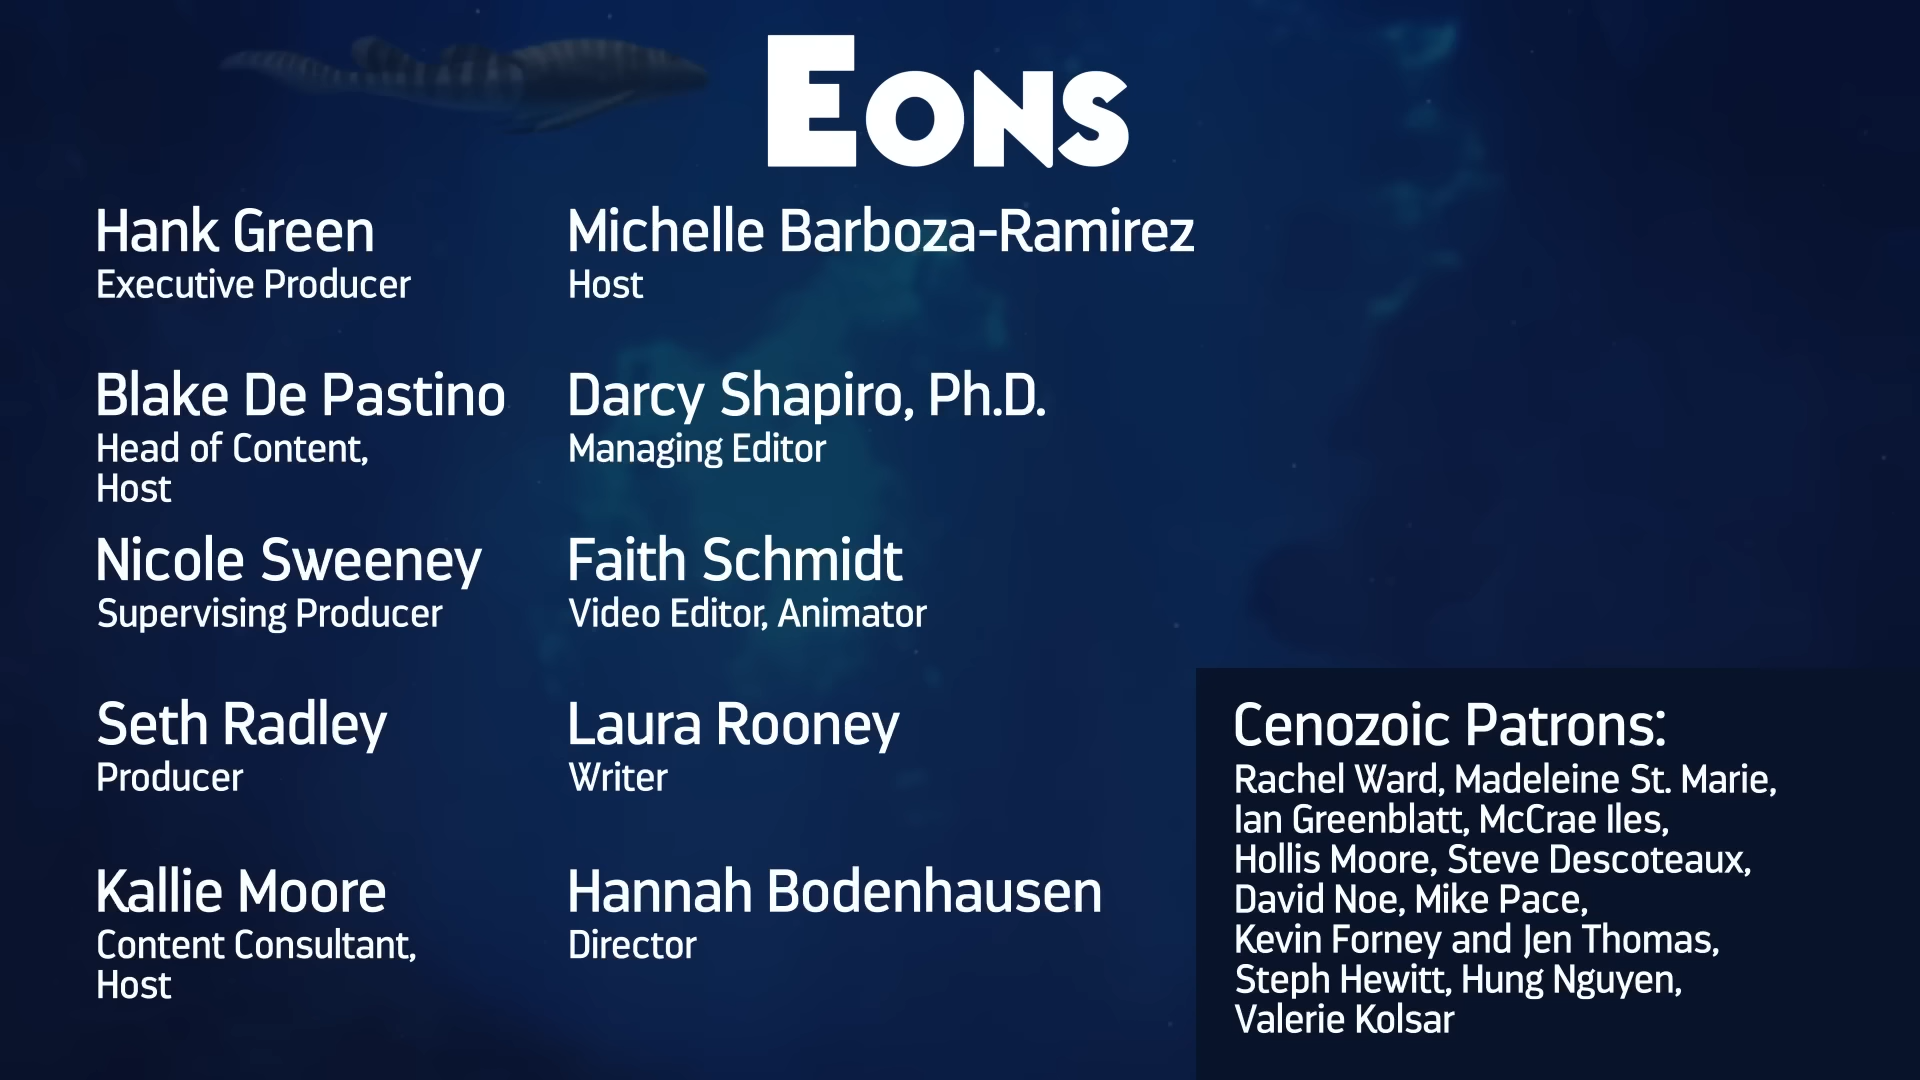 Eons
Hank Green
Executive Producer
Michelle Barboza-Ramirez
Host
Blake De Pastino
Head of Content,
Host
Darcy Shapiro, Ph.D.
Managing Editor
Nicole Sweeney
Supervising Producer
Faith Schmidt
Video Editor, Animator
Seth Radley
Producer
Laura Rooney
Writer
Kallie Moore
Content Consultant,
Host
Hannah Bodenhausen
Director
Cenozoic Patrons:
Rachel Ward, Madeleine St. Marie,
Ian Greenblatt, McCrae Iles,
Hollis Moore, Steve Descoteaux,
David Noe, Mike Pace,
Kevin Forney and Jen Thomas,
Steph Hewitt, Hung Nguyen,
Valerie Kolsar